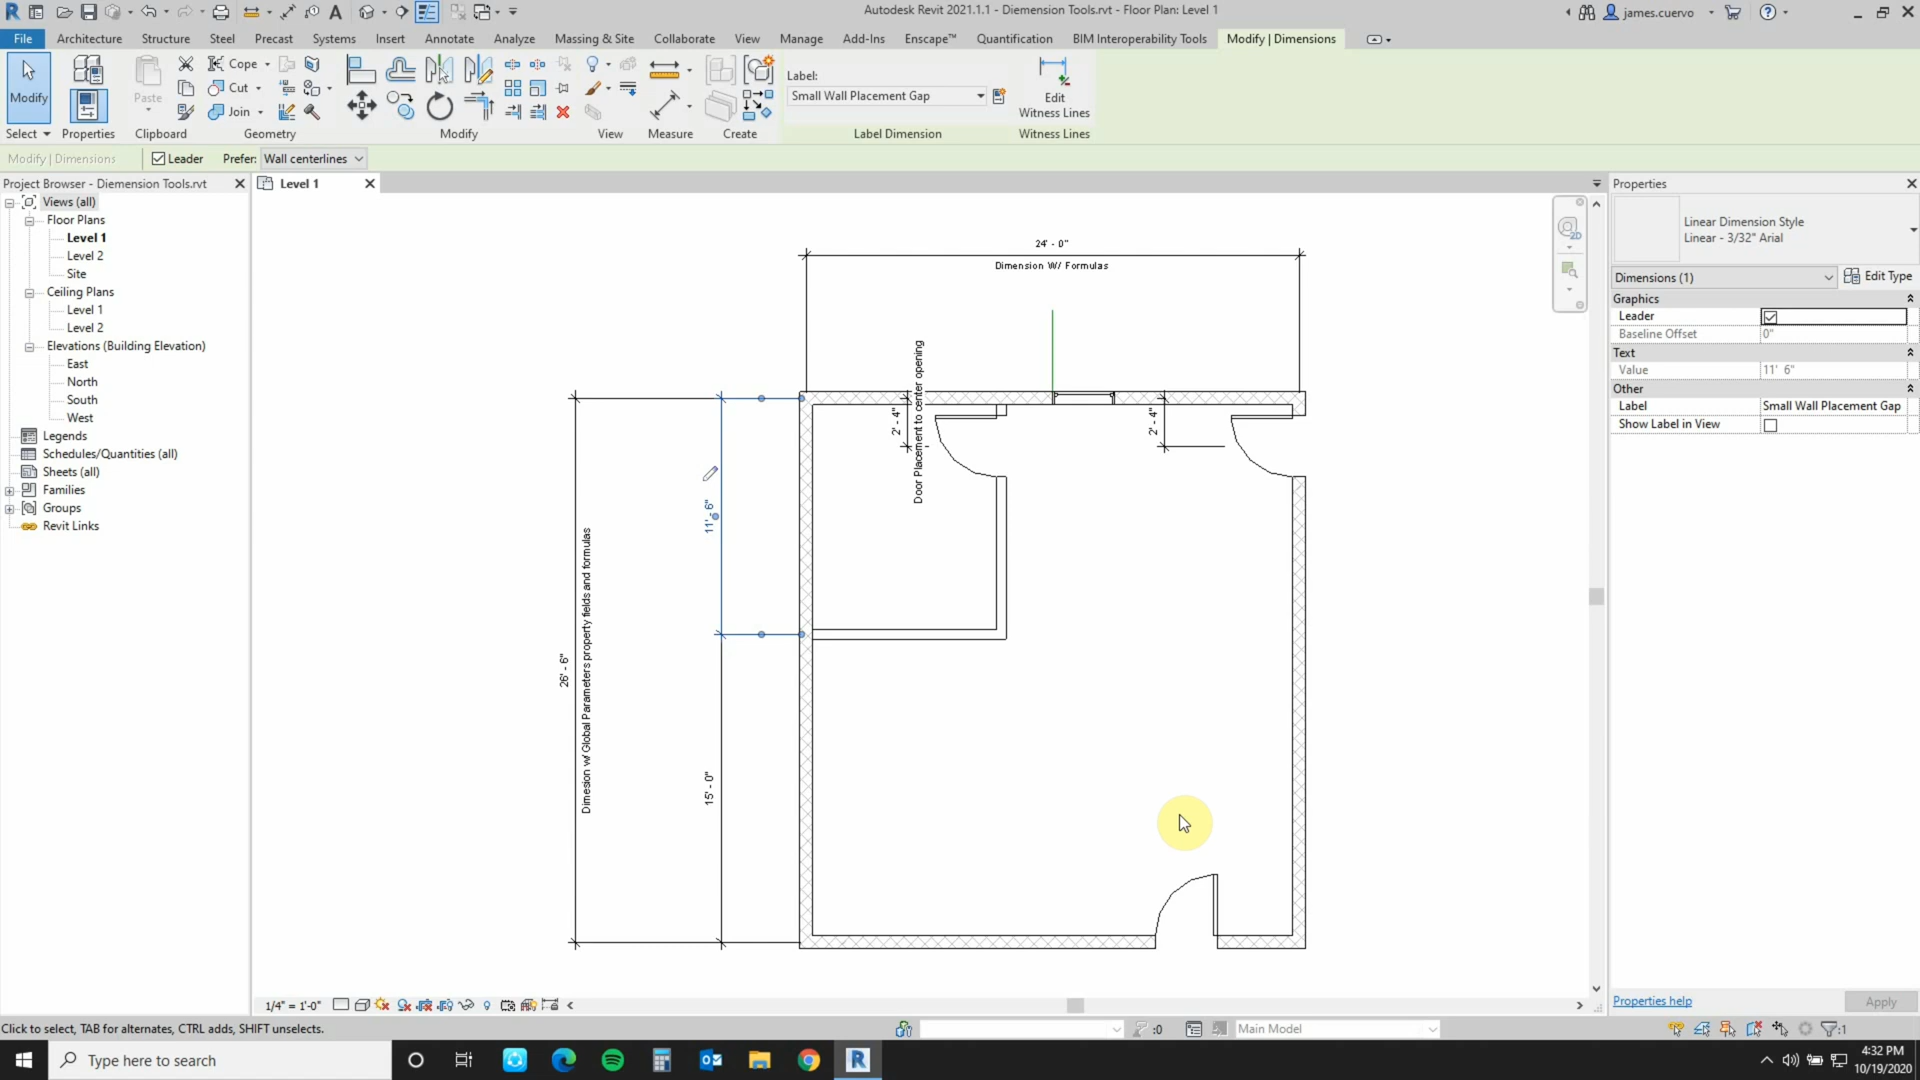 Autodesk Revit 2021.1.1 - Diemension Tools.rvt - Floor Plan: Level 1
james.cuervo
File Architecture Structure Steel Precast Systems Insert Annotate Analyze Massing & Site Collaborate View Manage Add-Ins Enscape™ Quantification BIM Interoperability Tools Modify | Dimensions
Modify
Paste
Cope
Cut
Join
Label:
Small Wall Placement Gap
Edit
Witness Lines
Select Properties Clipboard Geometry Modify View Measure Create Label Dimension Witness Lines
Modify | Dimensions
Leader Prefer: Wall centerlines
Project Browser - Diemension Tools.rvt
Views (all)
Floor Plans
Level 1
Level 2
Site
Ceiling Plans
Level 1
Level 2
Elevations (Building Elevation)
East
North
South
West
Legends
Schedules/Quantities (all)
Sheets (all)
Families
Groups
Revit Links
Level 1
24' - 0"
Dimension W/ Formulas
Door Placement to center opening
2' - 4"
2' - 4"
11' - 6"
26' - 6"
Dimesion w/ Global Parameters property fields and formulas
15' - 0"
2D
Properties
Linear Dimension Style
Linear - 3/32" Arial
Dimensions (1)
Edit Type
Graphics
Leader
Baseline Offset 0"
Text
Value 11' 6"
Other
Label Small Wall Placement Gap
Show Label in View
Properties help
Apply
1/4" = 1'-0"
Click to select, TAB for alternates, CTRL adds, SHIFT unselects.
:0
Main Model
:1
Type here to search
4:32 PM
10/19/2020